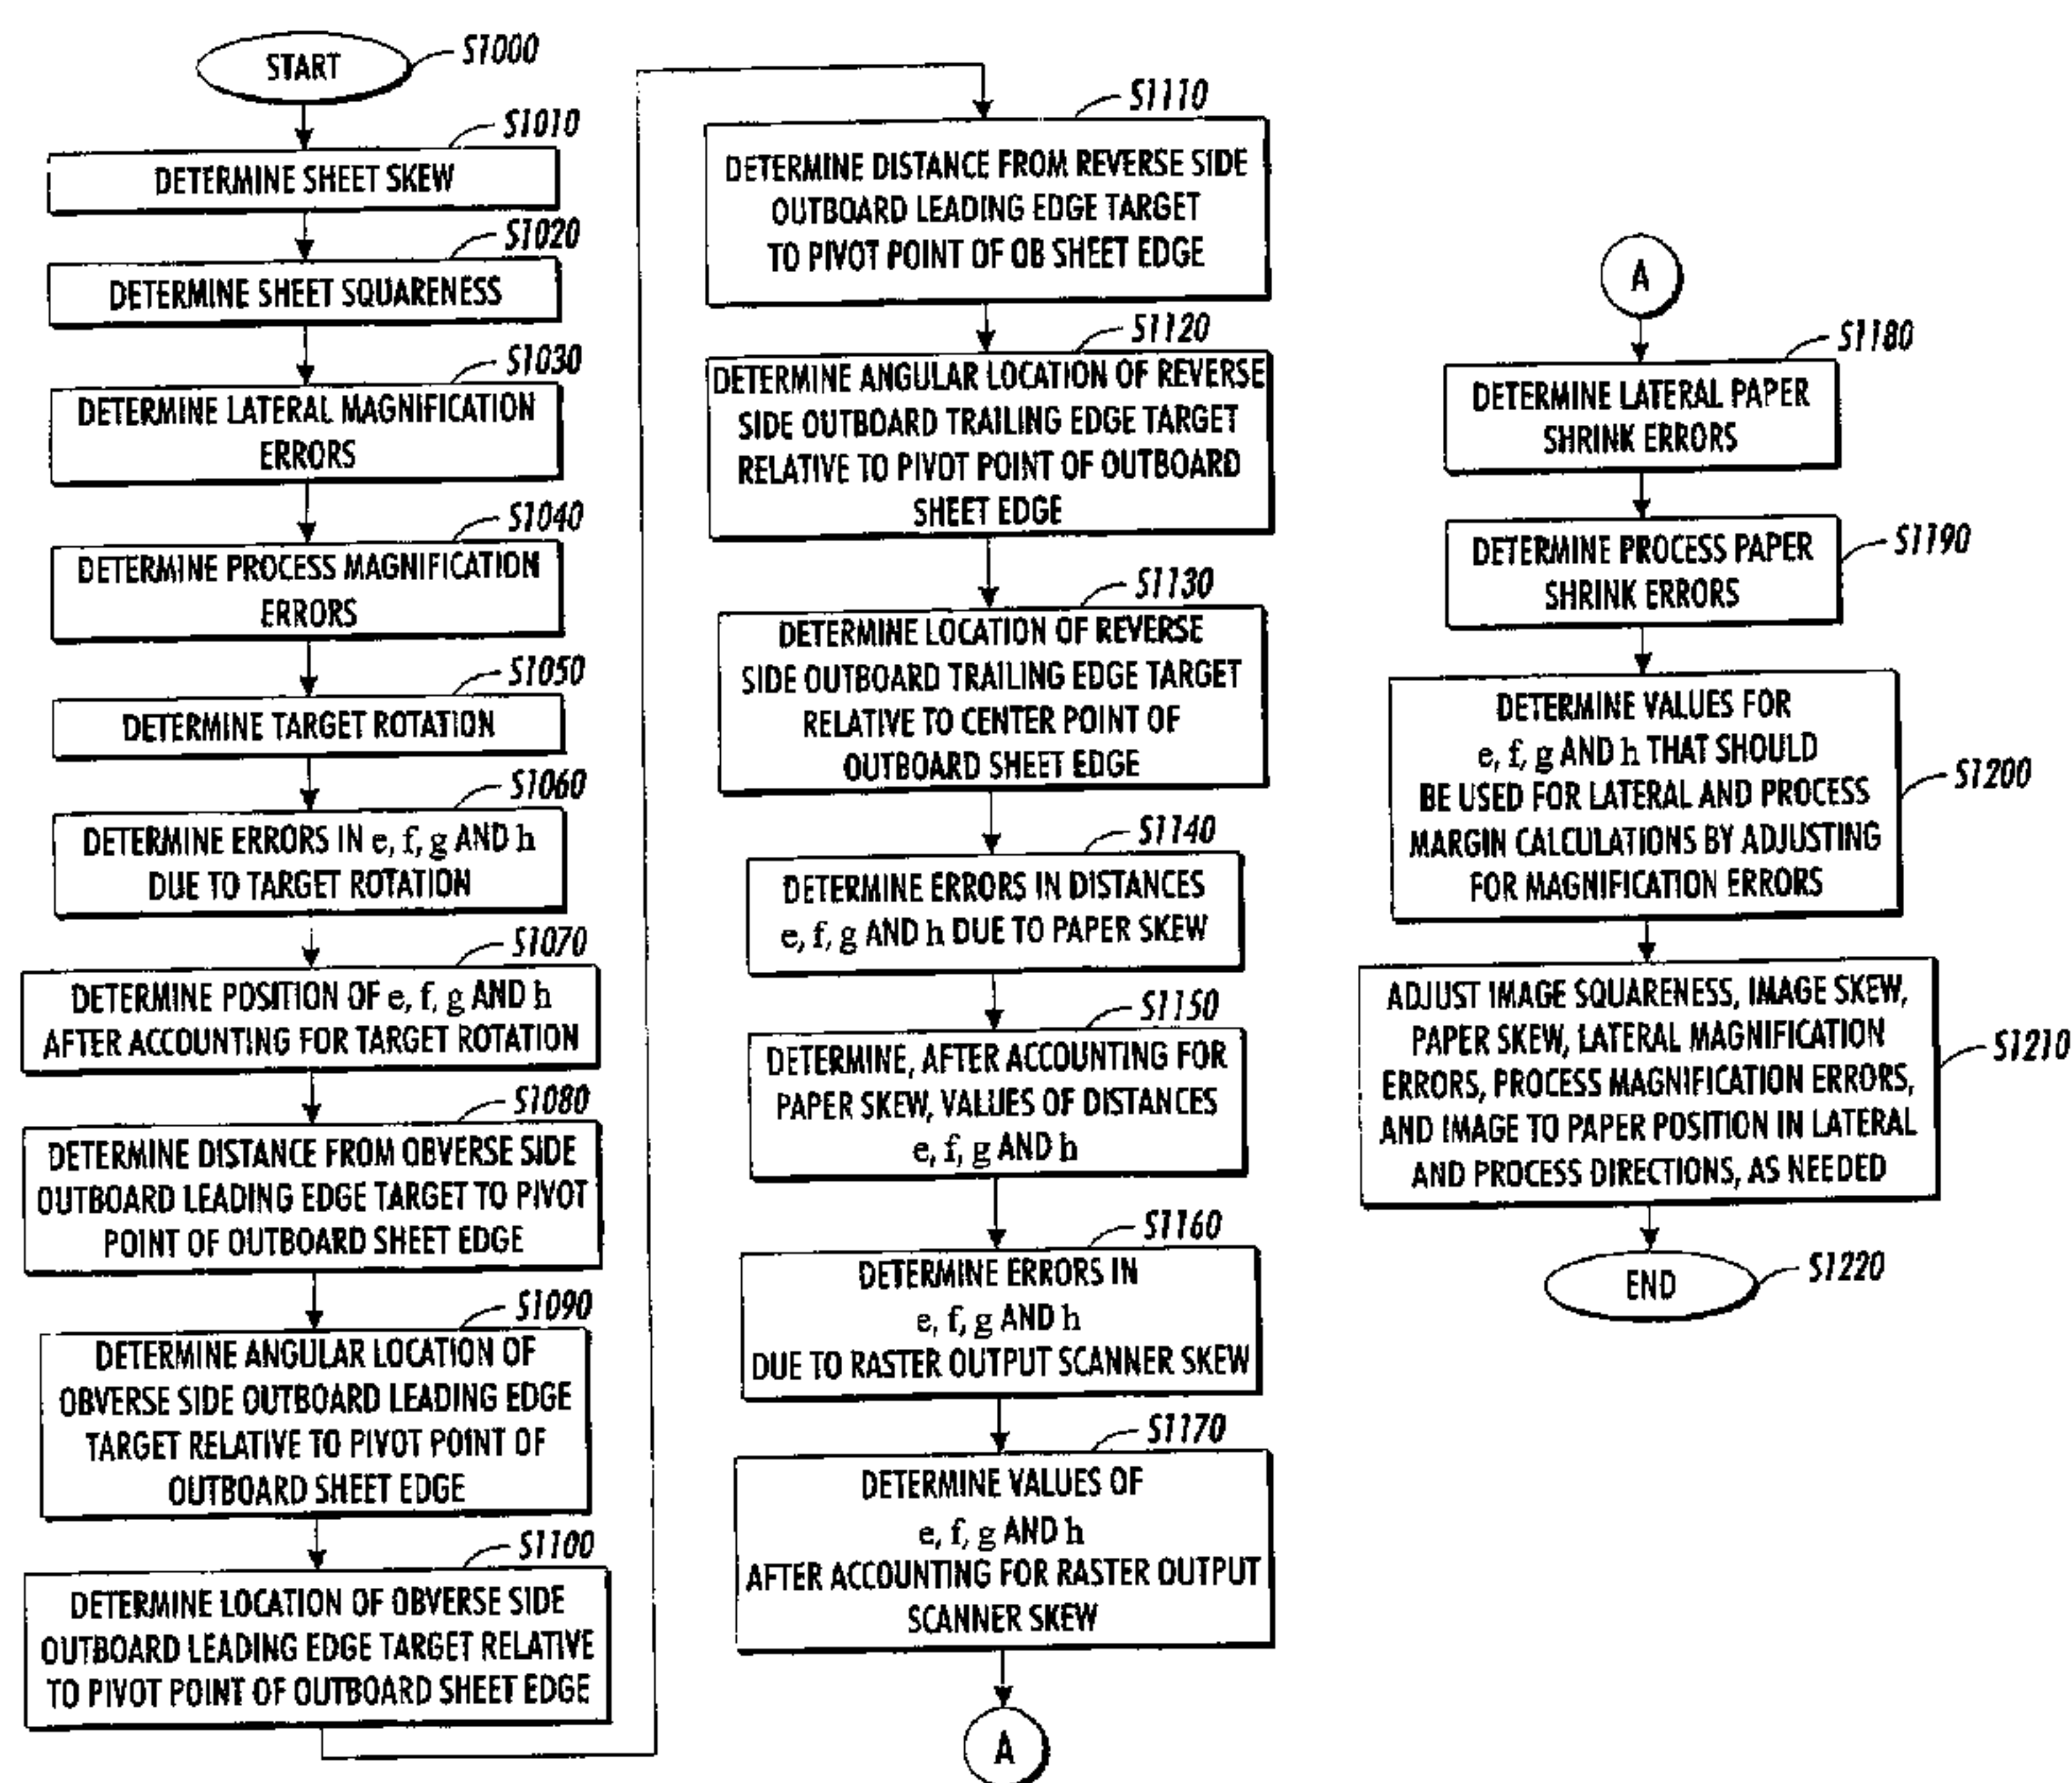 START
S1000
S1010
DETERMINE SHEET SKEW
S1020
DETERMINE SHEET SQUARENESS
S1030
DETERMINE LATERAL MAGNIFICATION
ERRORS
S1040
DETERMINE PROCESS MAGNIFICATION
ERRORS
S1050
DETERMINE TARGET ROTATION
S1060
DETERMINE ERRORS IN e, f, g AND h
DUE TO TARGET ROTATION
S1070
DETERMINE POSITION OF e, f, g AND h
AFTER ACCOUNTING FOR TARGET ROTATION
S1080
DETERMINE DISTANCE FROM OBVERSE SIDE
OUTBOARD LEADING EDGE TARGET TO PIVOT
POINT OF OUTBOARD SHEET EDGE
S1090
DETERMINE ANGULAR LOCATION OF
OBVERSE SIDE OUTBOARD LEADING EDGE
TARGET RELATIVE TO PIVOT POINT OF
OUTBOARD SHEET EDGE
S1100
DETERMINE LOCATION OF OBVERSE SIDE
OUTBOARD LEADING EDGE TARGET RELATIVE
TO PIVOT POINT OF OUTBOARD SHEET EDGE
S1110
DETERMINE DISTANCE FROM REVERSE SIDE
OUTBOARD LEADING EDGE TARGET
TO PIVOT POINT OF OB SHEET EDGE
S1120
DETERMINE ANGULAR LOCATION OF REVERSE
SIDE OUTBOARD TRAILING EDGE TARGET
RELATIVE TO PIVOT POINT OF OUTBOARD
SHEET EDGE
S1130
DETERMINE LOCATION OF REVERSE
SIDE OUTBOARD TRAILING EDGE TARGET
RELATIVE TO CENTER POINT OF
OUTBOARD SHEET EDGE
S1140
DETERMINE ERRORS IN DISTANCES
e, f, g AND h DUE TO PAPER SKEW
S1150
DETERMINE, AFTER ACCOUNTING FOR
PAPER SKEW, VALUES OF DISTANCES
e, f, g AND h
S1160
DETERMINE ERRORS IN
e, f, g AND h
DUE TO RASTER OUTPUT SCANNER SKEW
S1170
DETERMINE VALUES OF
e, f, g AND h
AFTER ACCOUNTING FOR RASTER OUTPUT
SCANNER SKEW
A
A
S1180
DETERMINE LATERAL PAPER
SHRINK ERRORS
DETERMINE PROCESS PAPER
SHRINK ERRORS
S1190
DETERMINE VALUES FOR
e, f, g AND h THAT SHOULD
BE USED FOR LATERAL AND PROCESS
MARGIN CALCULATIONS BY ADJUSTING
FOR MAGNIFICATION ERRORS
S1200
ADJUST IMAGE SQUARENESS, IMAGE SKEW,
PAPER SKEW, LATERAL MAGNIFICATION
ERRORS, PROCESS MAGNIFICATION ERRORS,
AND IMAGE TO PAPER POSITION IN LATERAL
AND PROCESS DIRECTIONS, AS NEEDED
S1210
END
S1220